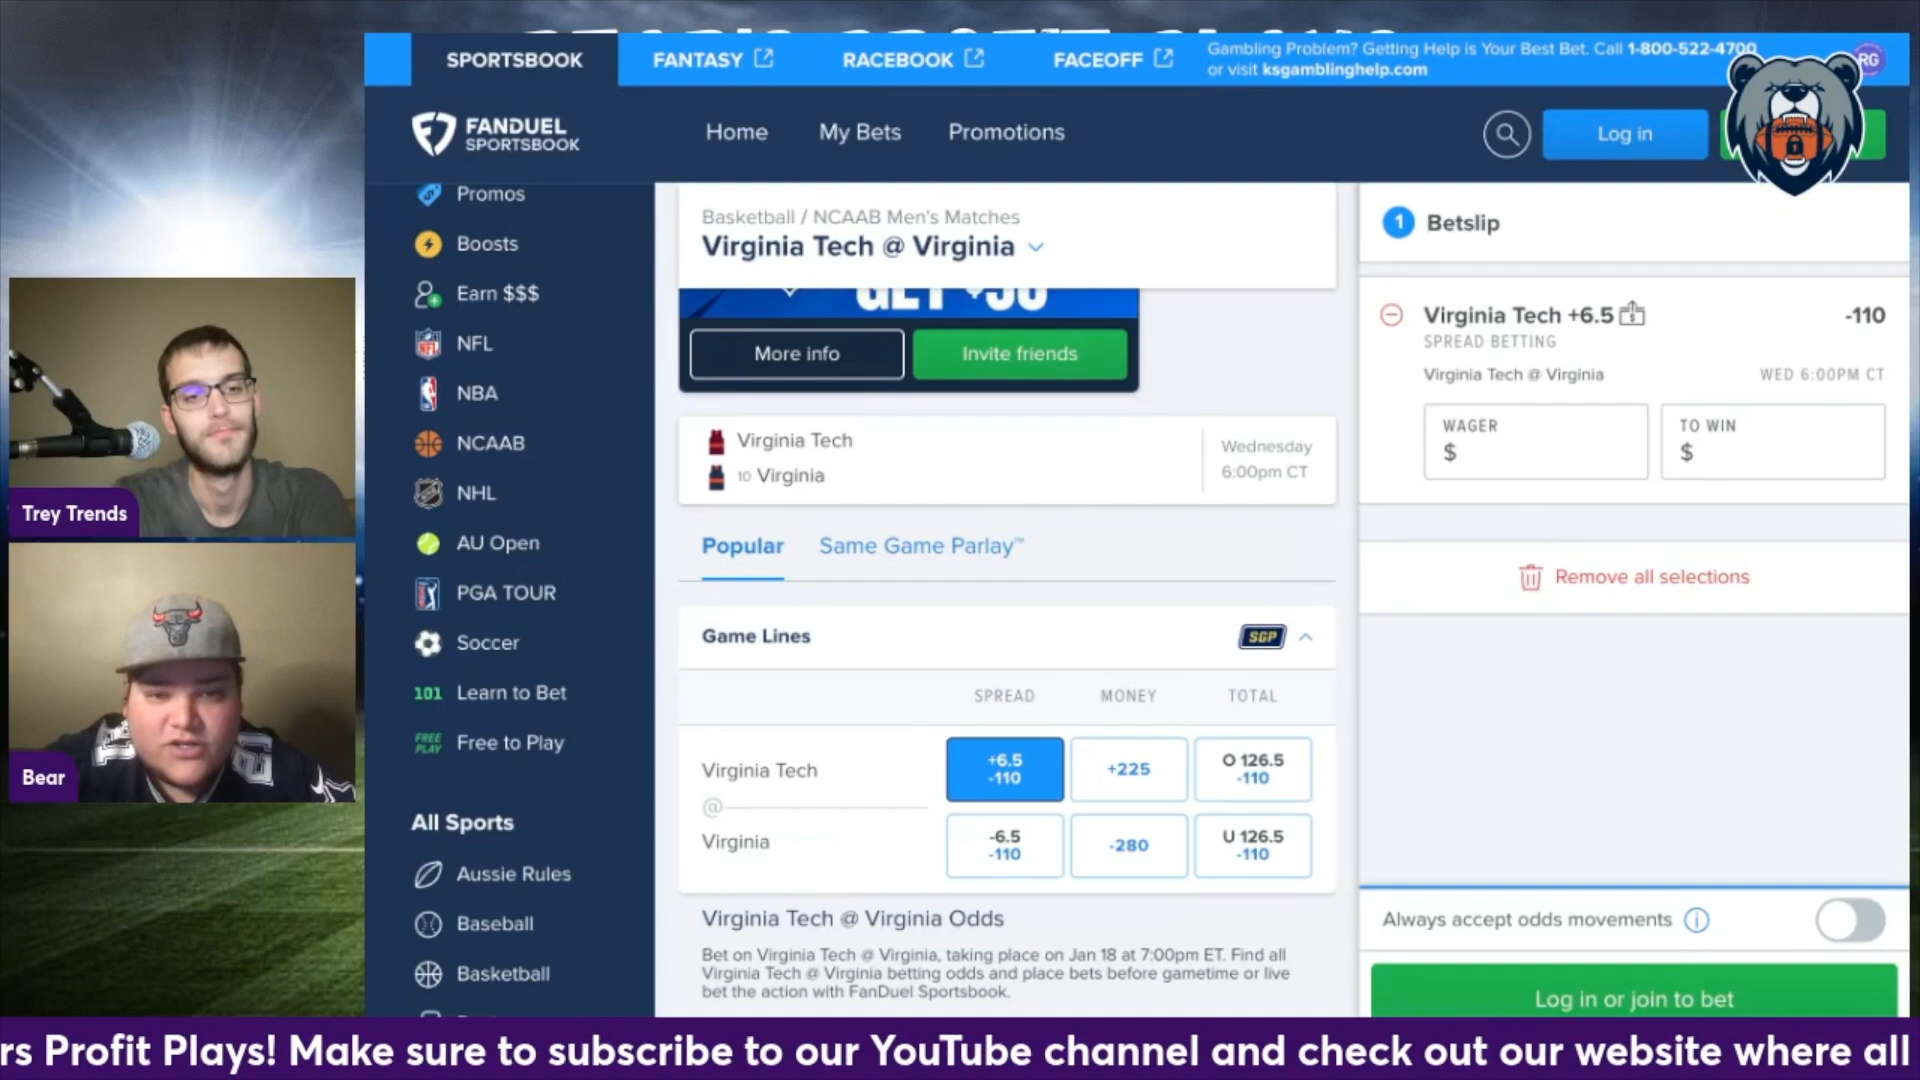 SPORTSBOOK
FANTASY
RACEBOOK
FACEOFF
Gambling Problem? Getting Help is Your Best Bet. Call 1-800-522-4700
or visit ksgamblinghelp.com
RG
FANDUEL
SPORTSBOOK
Home
My Bets
Promotions
Log in
Promos
Boosts
Earn $$$
NFL
NBA
NCAAB
NHL
AU Open
PGA TOUR
Soccer
101 Learn to Bet
FREE PLAY Free to Play
All Sports
Aussie Rules
Baseball
Basketball
Basketball / NCAAB Men's Matches
Virginia Tech @ Virginia
More info
Invite friends
Virginia Tech
10 Virginia
Wednesday
6:00pm CT
Popular
Same Game Parlay™
Game Lines
SGP
SPREAD MONEY TOTAL
Virginia Tech
+6.5
-110
+225
O 126.5
-110
@
Virginia
-6.5
-110
-280
U 126.5
-110
Virginia Tech @ Virginia Odds
Bet on Virginia Tech @ Virginia, taking place on Jan 18 at 7:00pm ET. Find all
Virginia Tech @ Virginia betting odds and place bets before gametime or live
bet the action with FanDuel Sportsbook.
1 Betslip
Virginia Tech +6.5
-110
SPREAD BETTING
Virginia Tech @ Virginia
WED 6:00PM CT
WAGER
$
TO WIN
$
Remove all selections
Always accept odds movements
Log in or join to bet
Trey Trends
Bear
rs Profit Plays! Make sure to subscribe to our YouTube channel and check out our website where all